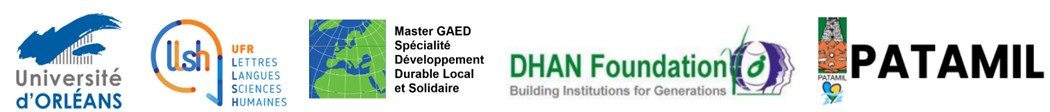 Université
d'ORLÉANS
llsh
UFR
LETTRES
LANGUES
SCIENCES
HUMAINES
Master GAED
Spécialité
Développement
Durable Local
et Solidaire
DHAN Foundation
Building Institutions for Generations
PATAMIL
PATAMIL